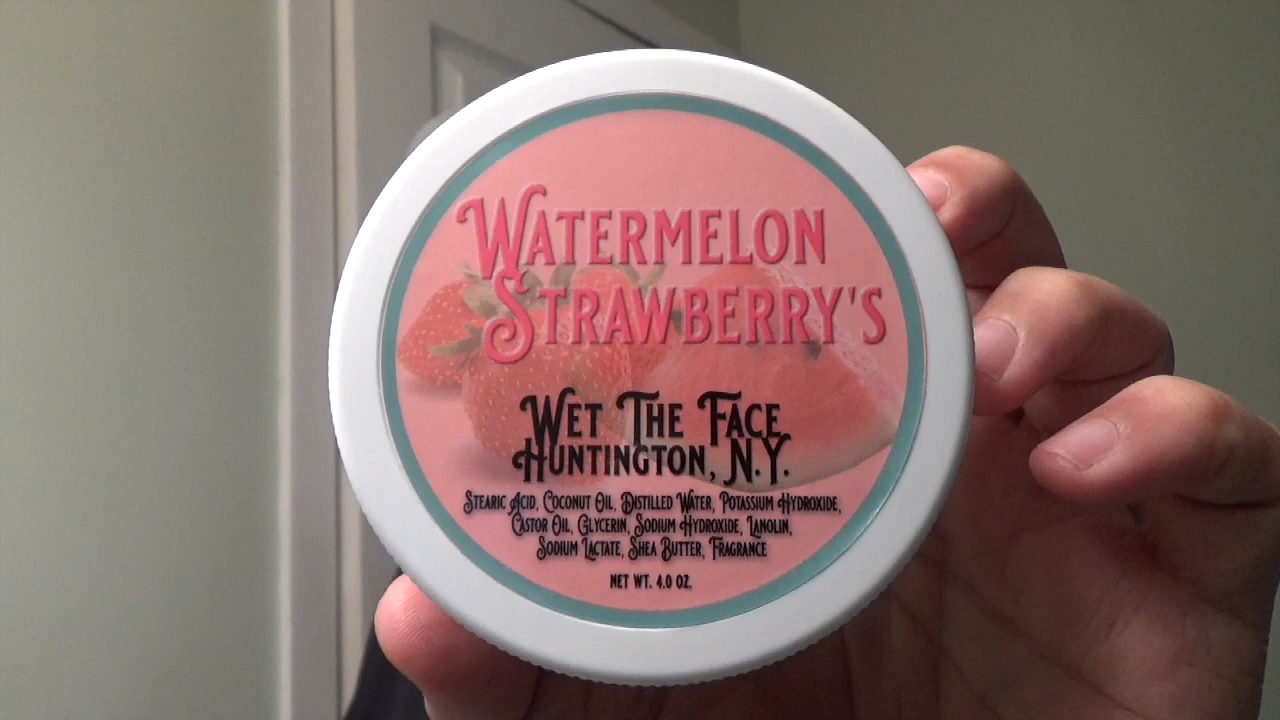 Watermelon
Strawberry's
Wet The Face
Huntington, N.Y.
Stearic Acid, Coconut Oil, Distilled Water, Potassium Hydroxide,
Castor Oil, Glycerin, Sodium Hydroxide, Lanolin,
Sodium Lactate, Shea Butter, Fragrance
NET WT. 4.0 OZ.